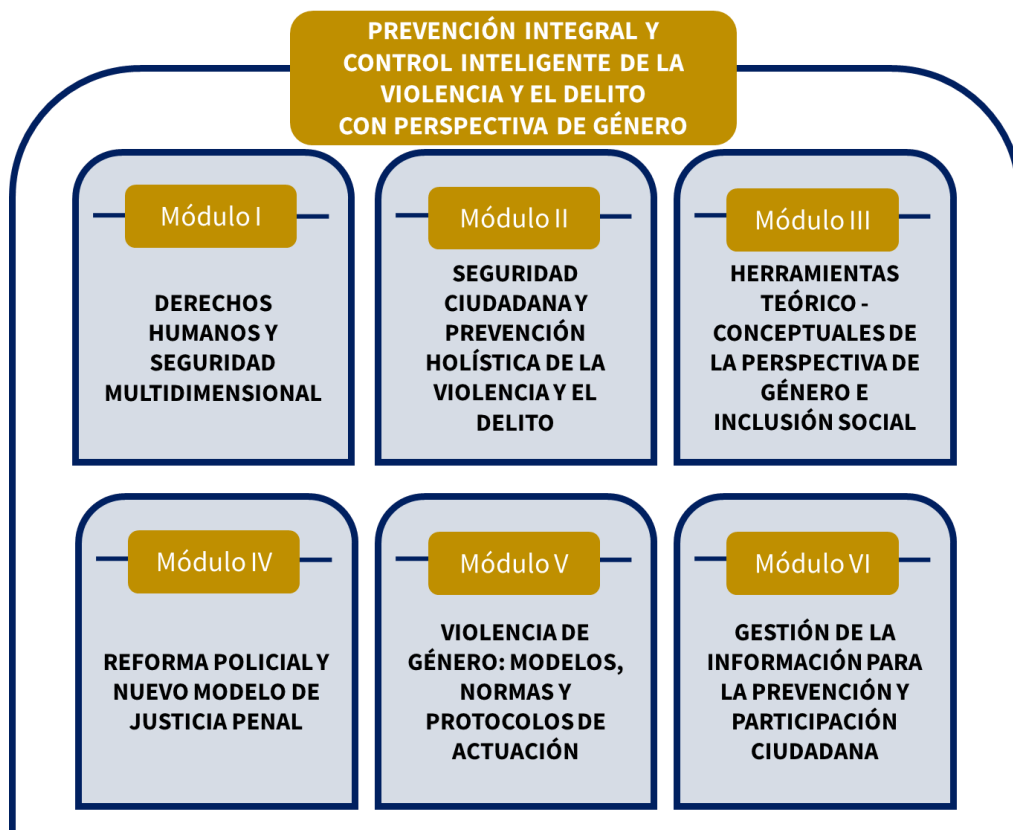 PREVENCIÓN INTEGRAL Y
CONTROL INTELIGENTE DE LA
VIOLENCIA Y EL DELITO
CON PERSPECTIVA DE GÉNERO
Módulo I
DERECHOS
HUMANOS Y
SEGURIDAD
MULTIDIMENSIONAL
Módulo II
SEGURIDAD
CIUDADANA Y
PREVENCIÓN
HOLÍSTICA DE LA
VIOLENCIA Y EL
DELITO
Módulo III
HERRAMIENTAS
TEÓRICO -
CONCEPTUALES DE
LA PERSPECTIVA DE
GÉNERO E
INCLUSIÓN SOCIAL
Módulo IV
REFORMA POLICIAL Y
NUEVO MODELO DE
JUSTICIA PENAL
Módulo V
VIOLENCIA DE
GÉNERO: MODELOS,
NORMAS Y
PROTOCOLOS DE
ACTUACIÓN
Módulo VI
GESTIÓN DE LA
INFORMACIÓN PARA
LA PREVENCIÓN Y
PARTICIPACIÓN
CIUDADANA